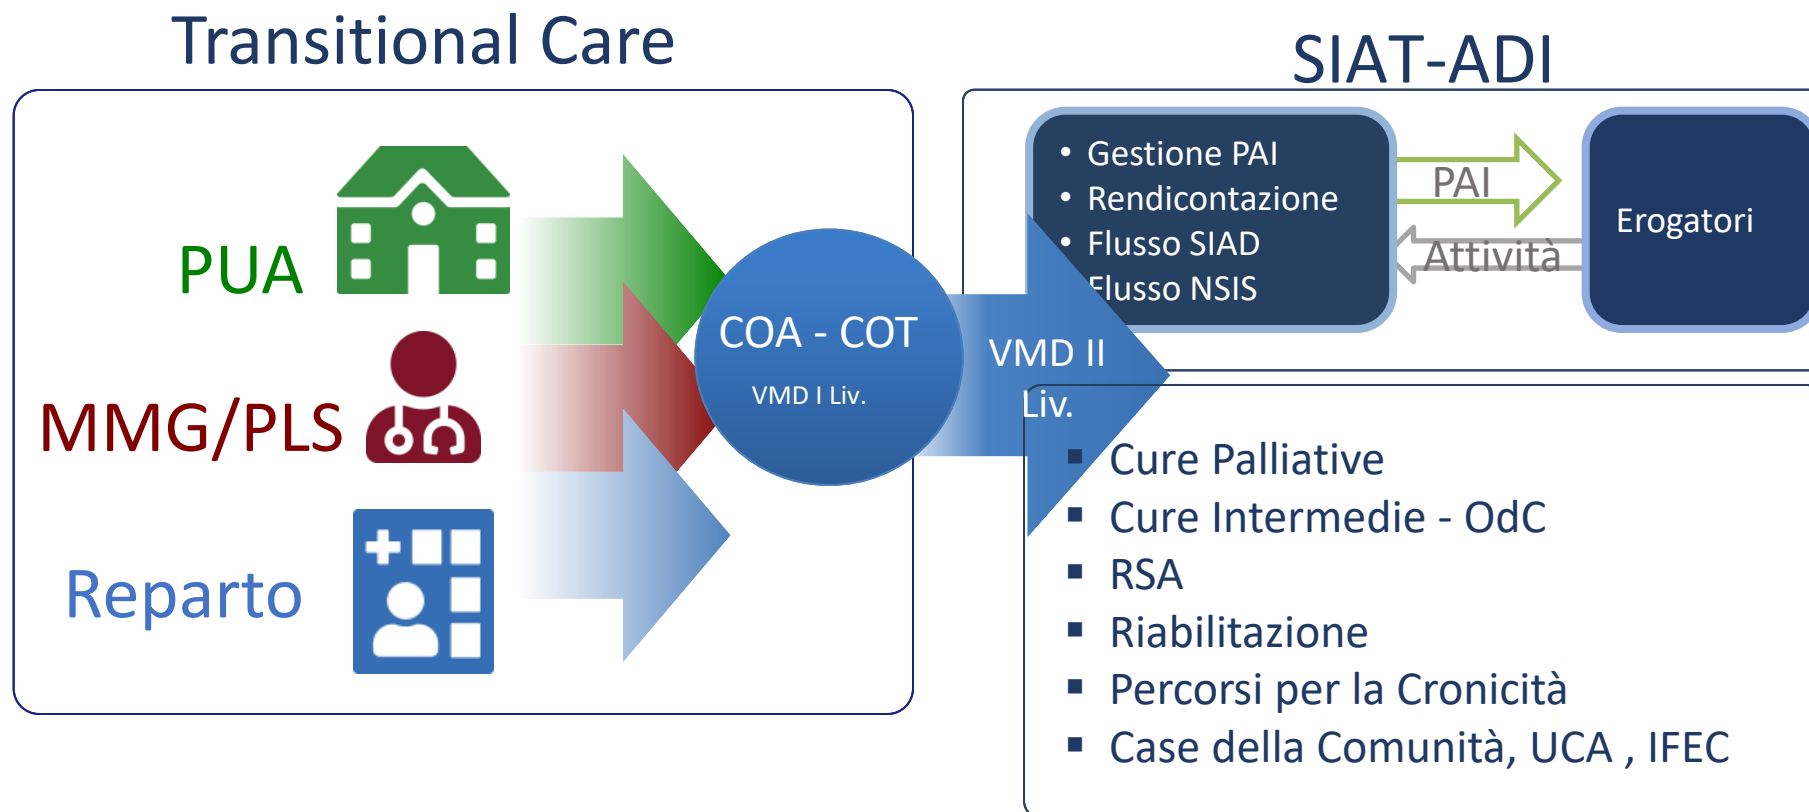 Transitional Care
PUA
MMG/PLS
Reparto
COA - COT
VMD I Liv.
VMD II
Liv.
SIAT-ADI
• Gestione PAI
• Rendicontazione
• Flusso SIAD
Flusso NSIS
PAI
Attività
Erogatori
▪ Cure Palliative
▪ Cure Intermedie - OdC
▪ RSA
▪ Riabilitazione
▪ Percorsi per la Cronicità
▪ Case della Comunità, UCA , IFEC